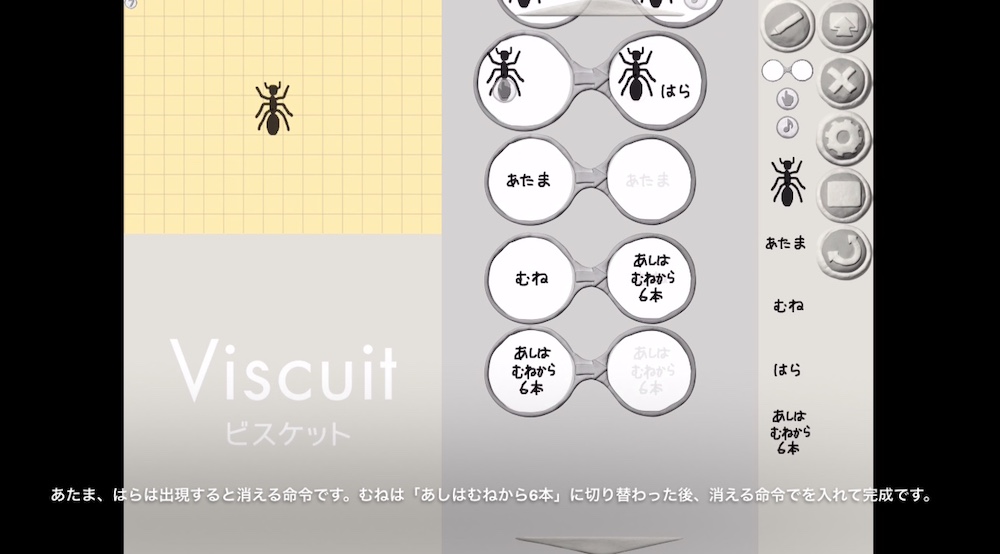 はら
あたま
あたま
むね
あしは
むねから
6本
あしは
むねから
6本
あしは
むねから
6本
あたま
むね
はら
あしは
むねから
6本
Viscuit
ビスケット
あたま、はらは出現すると消える命令です。むねは「あしはむねから6本」に切り替わった後、消える命令でを入れて完成です。